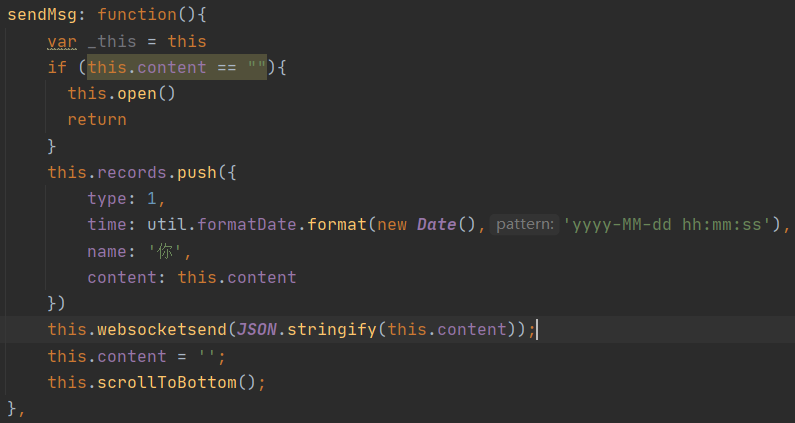 sendMsg: function(){
    var _this = this
    if (this.content == ""){
      this.open()
      return
    }
    this.records.push({
        type: 1,
        time: util.formatDate.format(new Date(), pattern: 'yyyy-MM-dd hh:mm:ss'),
        name: '你',
        content: this.content
    })
    this.websocketsend(JSON.stringify(this.content));
    this.content = '';
    this.scrollToBottom();
},